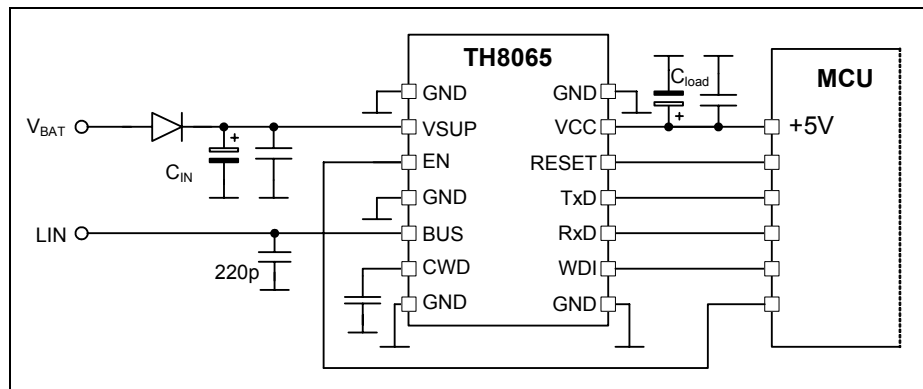 TH8065
MCU
GND
GND
C_load
V_BAT
VSUP
VCC
+5V
+
+
C_IN
EN
RESET
GND
TxD
LIN
BUS
RxD
220p
CWD
WDI
GND
GND